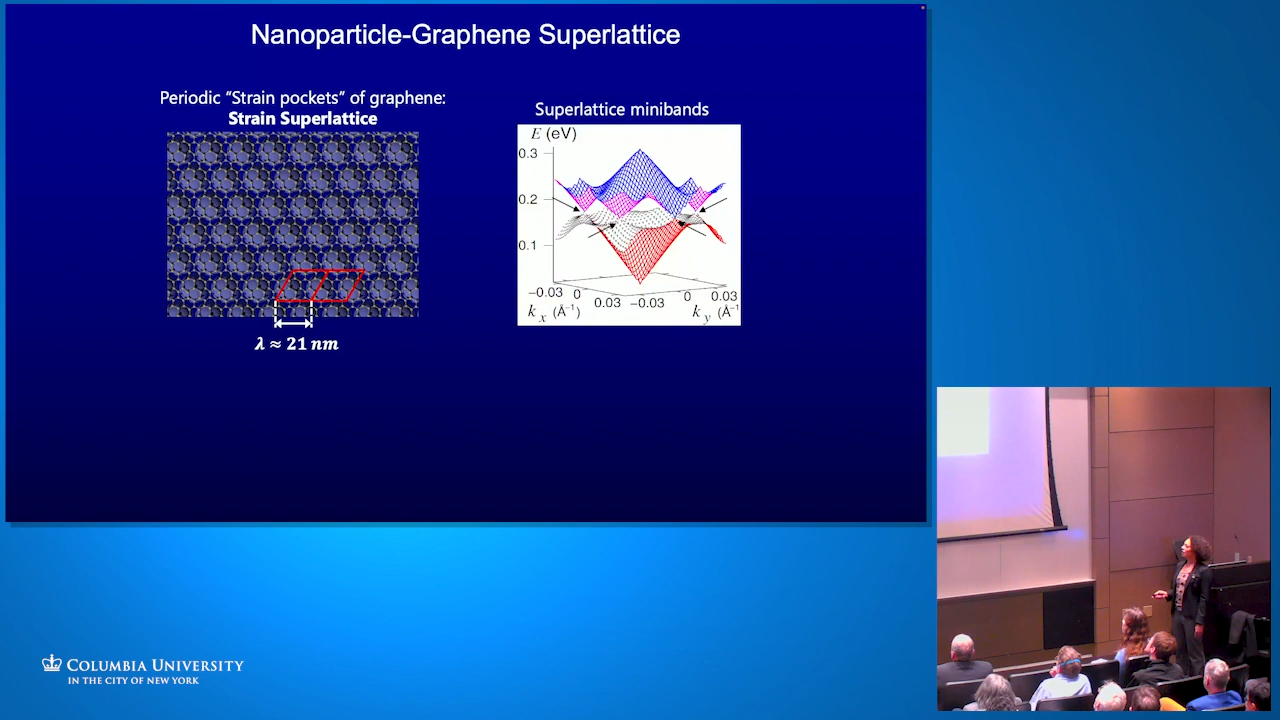 Nanoparticle-Graphene Superlattice
Periodic “Strain pockets” of graphene:
Strain Superlattice
λ ≈ 21 nm
Superlattice minibands
E (eV)
0.3
0.2
0.1
−0.03 0 0.03 −0.03 0 0.03
k x (Å⁻¹) k y (Å⁻¹)
COLUMBIA UNIVERSITY
IN THE CITY OF NEW YORK